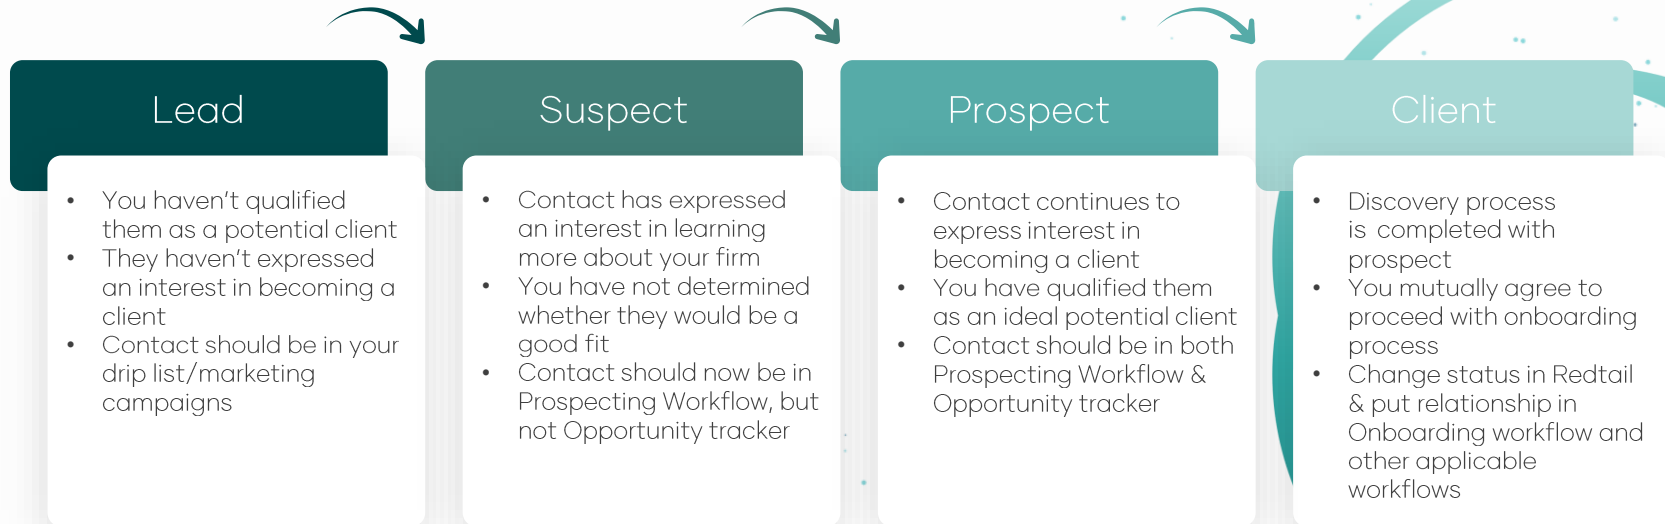 Lead
• You haven't qualified
them as a potential client
• They haven't expressed
an interest in becoming a
client
• Contact should be in your
drip list/marketing
campaigns
Suspect
• Contact has expressed
an interest in learning
more about your firm
• You have not determined
whether they would be a
good fit
• Contact should now be in
Prospecting Workflow, but
not Opportunity tracker
Prospect
• Contact continues to
express interest in
becoming a client
• You have qualified them
as an ideal potential client
• Contact should be in both
Prospecting Workflow &
Opportunity tracker
Client
• Discovery process
is completed with
prospect
• You mutually agree to
proceed with onboarding
process
• Change status in Redtail
& put relationship in
Onboarding workflow and
other applicable
workflows